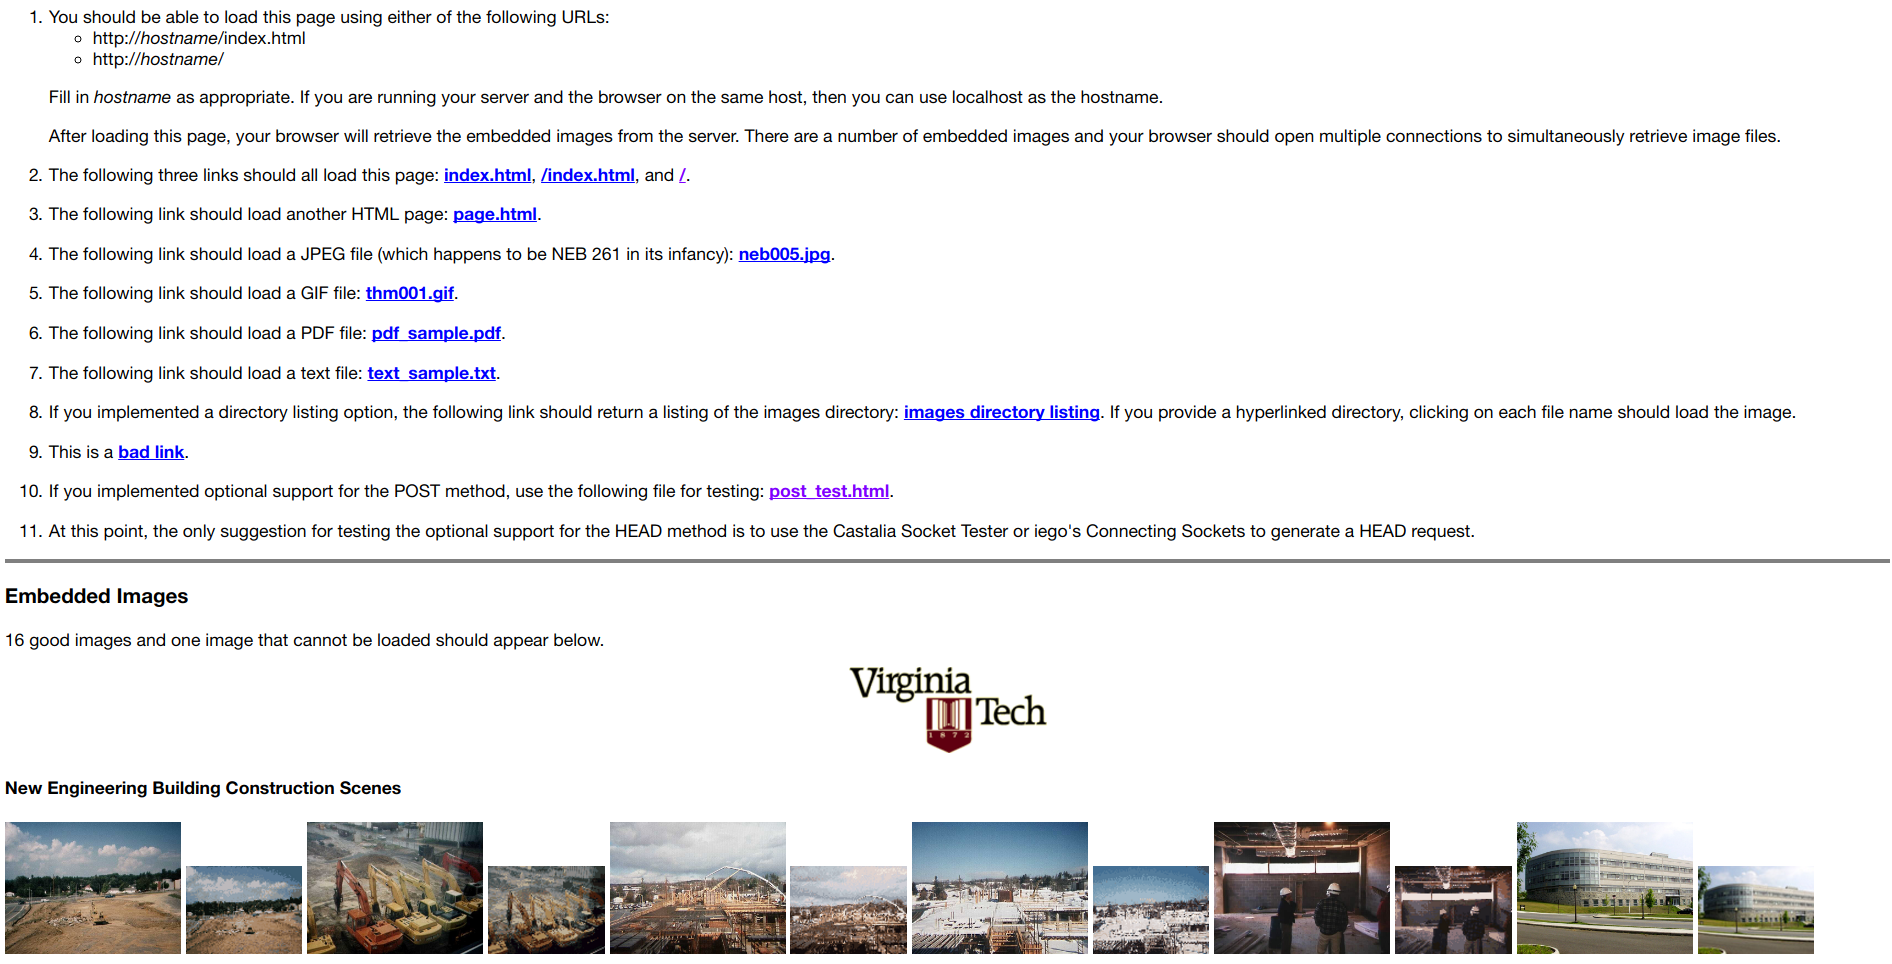 1. You should be able to load this page using either of the following URLs:
http://hostname/index.html
http://hostname/
Fill in hostname as appropriate. If you are running your server and the browser on the same host, then you can use localhost as the hostname.
After loading this page, your browser will retrieve the embedded images from the server. There are a number of embedded images and your browser should open multiple connections to simultaneously retrieve image files.
2. The following three links should all load this page: index.html, /index.html, and /.
3. The following link should load another HTML page: page.html.
4. The following link should load a JPEG file (which happens to be NEB 261 in its infancy): neb005.jpg.
5. The following link should load a GIF file: thm001.gif.
6. The following link should load a PDF file: pdf_sample.pdf.
7. The following link should load a text file: text_sample.txt.
8. If you implemented a directory listing option, the following link should return a listing of the images directory: images directory listing. If you provide a hyperlinked directory, clicking on each file name should load the image.
9. This is a bad link.
10. If you implemented optional support for the POST method, use the following file for testing: post_test.html.
11. At this point, the only suggestion for testing the optional support for the HEAD method is to use the Castalia Socket Tester or iego's Connecting Sockets to generate a HEAD request.
Embedded Images
16 good images and one image that cannot be loaded should appear below.
Virginia
Tech
1872
New Engineering Building Construction Scenes